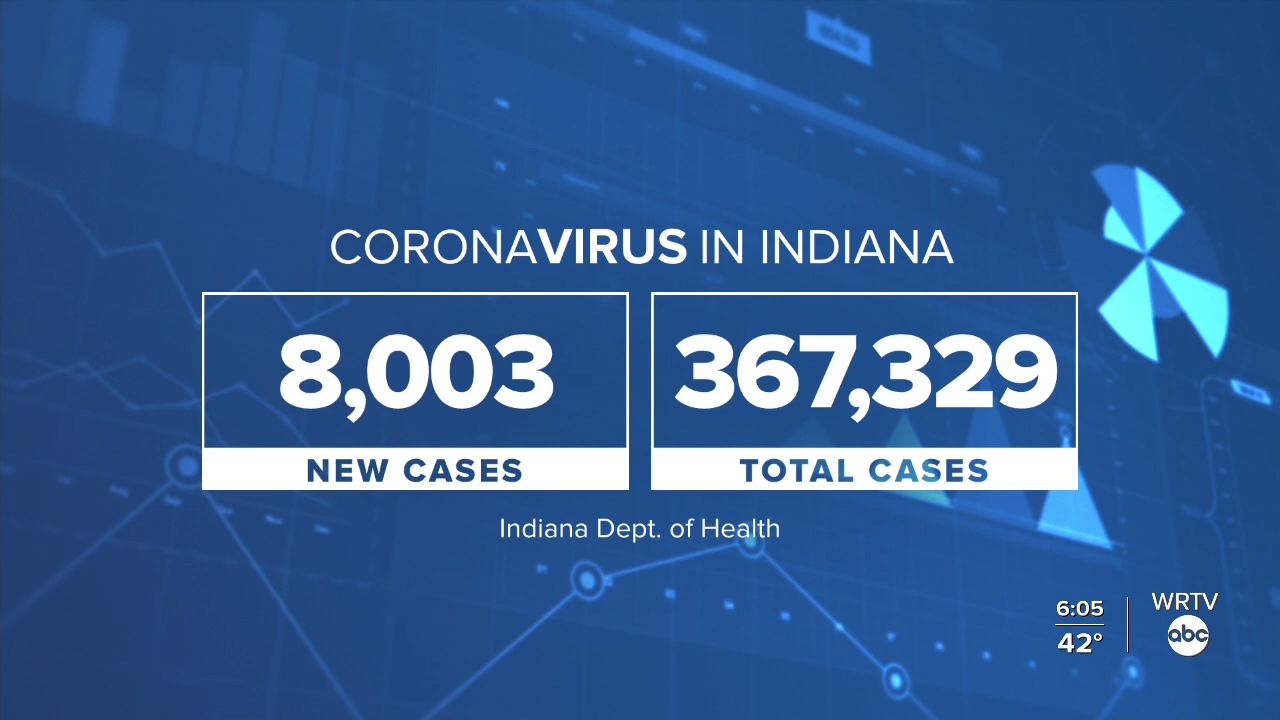 CORONAVIRUS IN INDIANA
8,003
367,329
NEW CASES
TOTAL CASES
Indiana Dept. of Health
6:05
42°
WRTV
abc